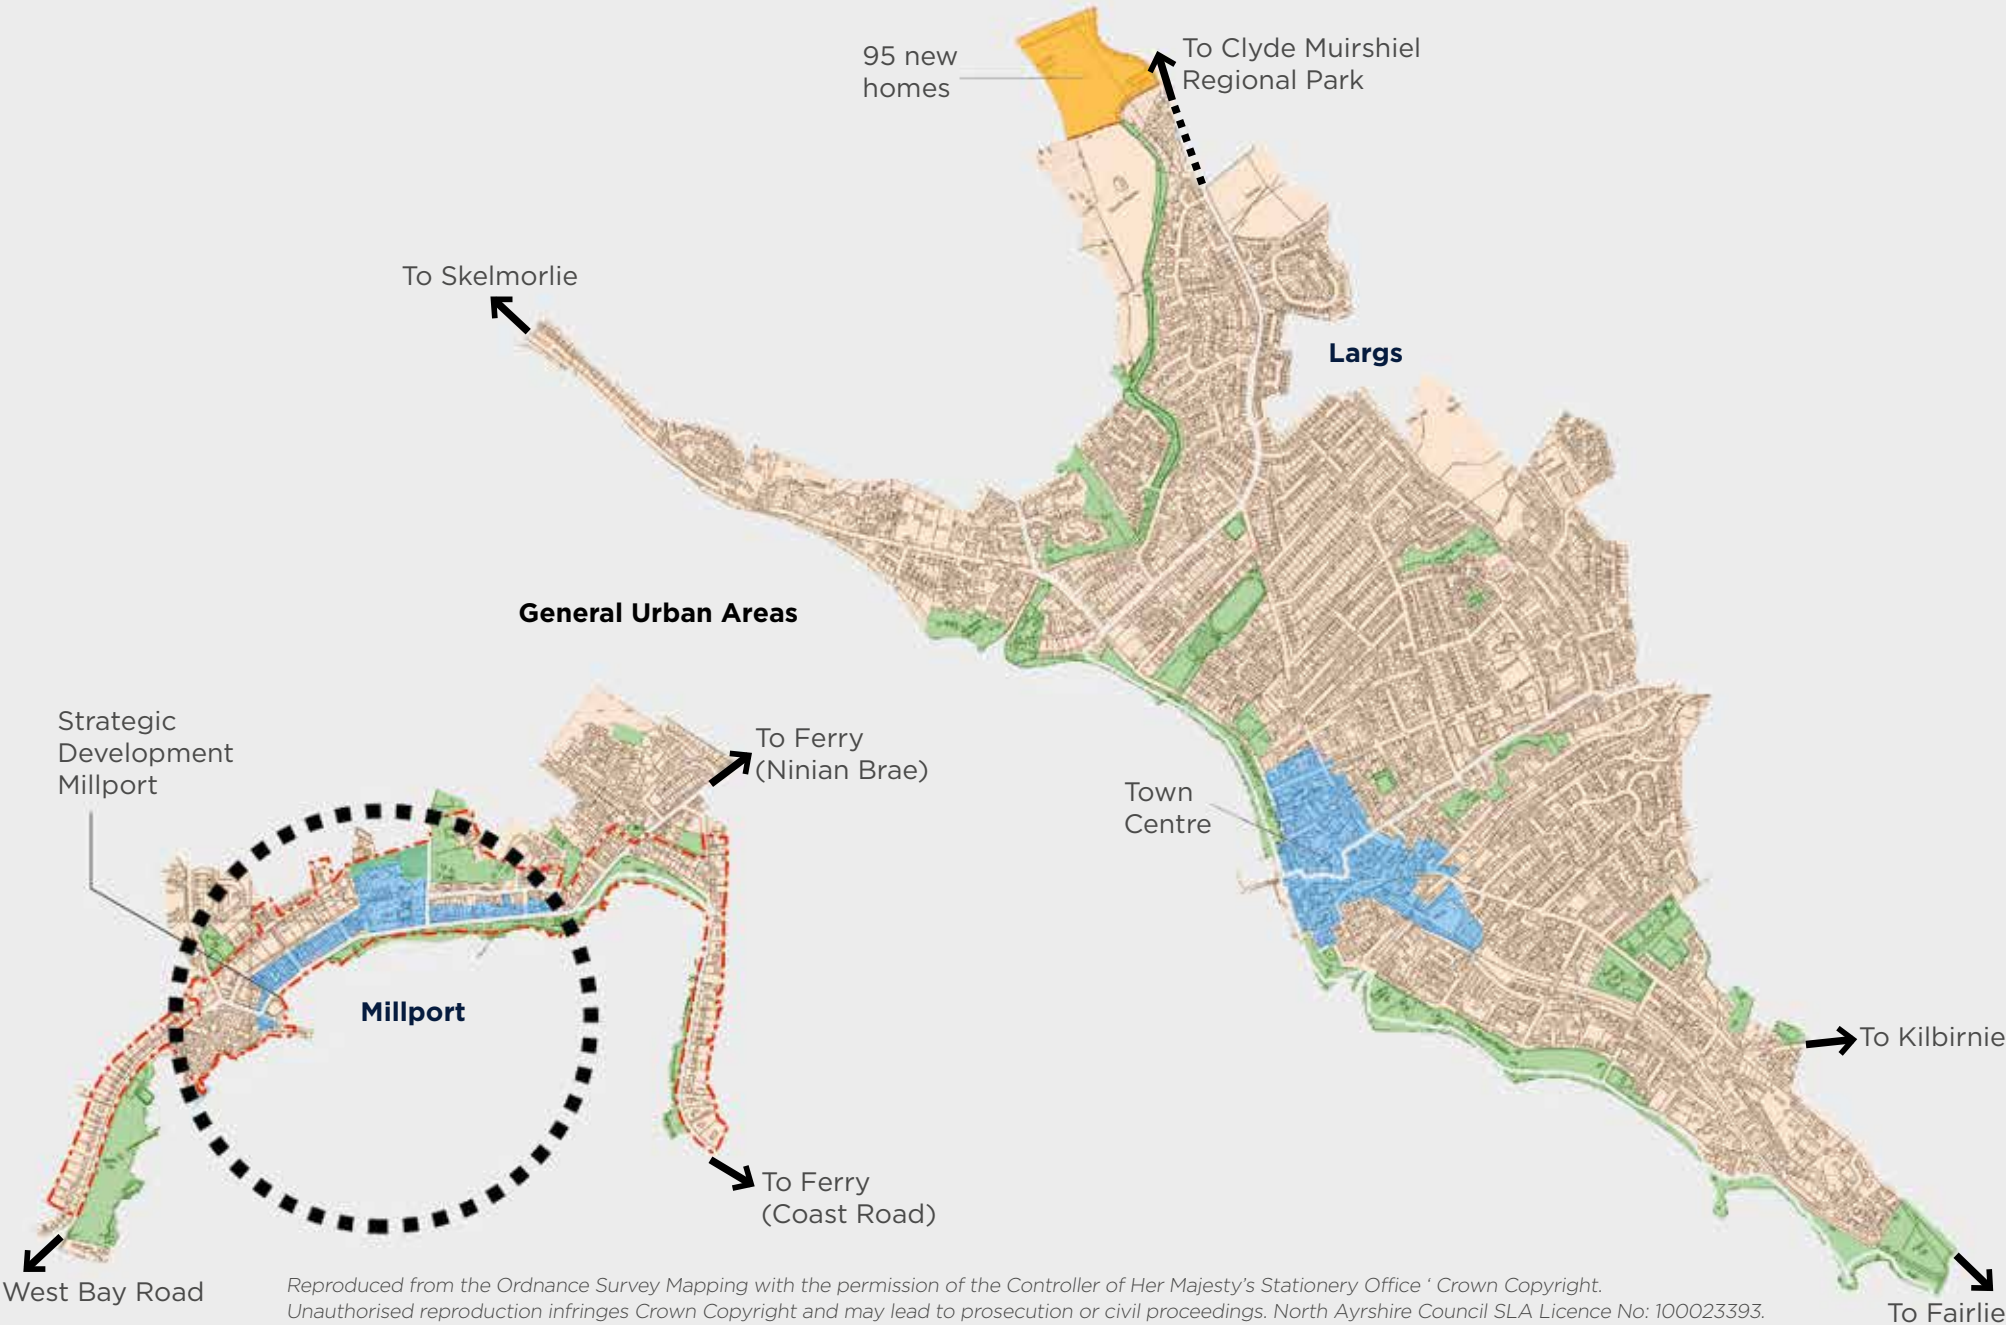 95 new
homes
To Clyde Muirshiel
Regional Park
To Skelmorlie
Largs
General Urban Areas
Strategic
Development
Millport
To Ferry
(Ninian Brae)
Town
Centre
Millport
To Kilbirnie
To Ferry
(Coast Road)
West Bay Road
To Fairlie
Reproduced from the Ordnance Survey Mapping with the permission of the Controller of Her Majesty's Stationery Office ‘ Crown Copyright.
Unauthorised reproduction infringes Crown Copyright and may lead to prosecution or civil proceedings. North Ayrshire Council SLA Licence No: 100023393.